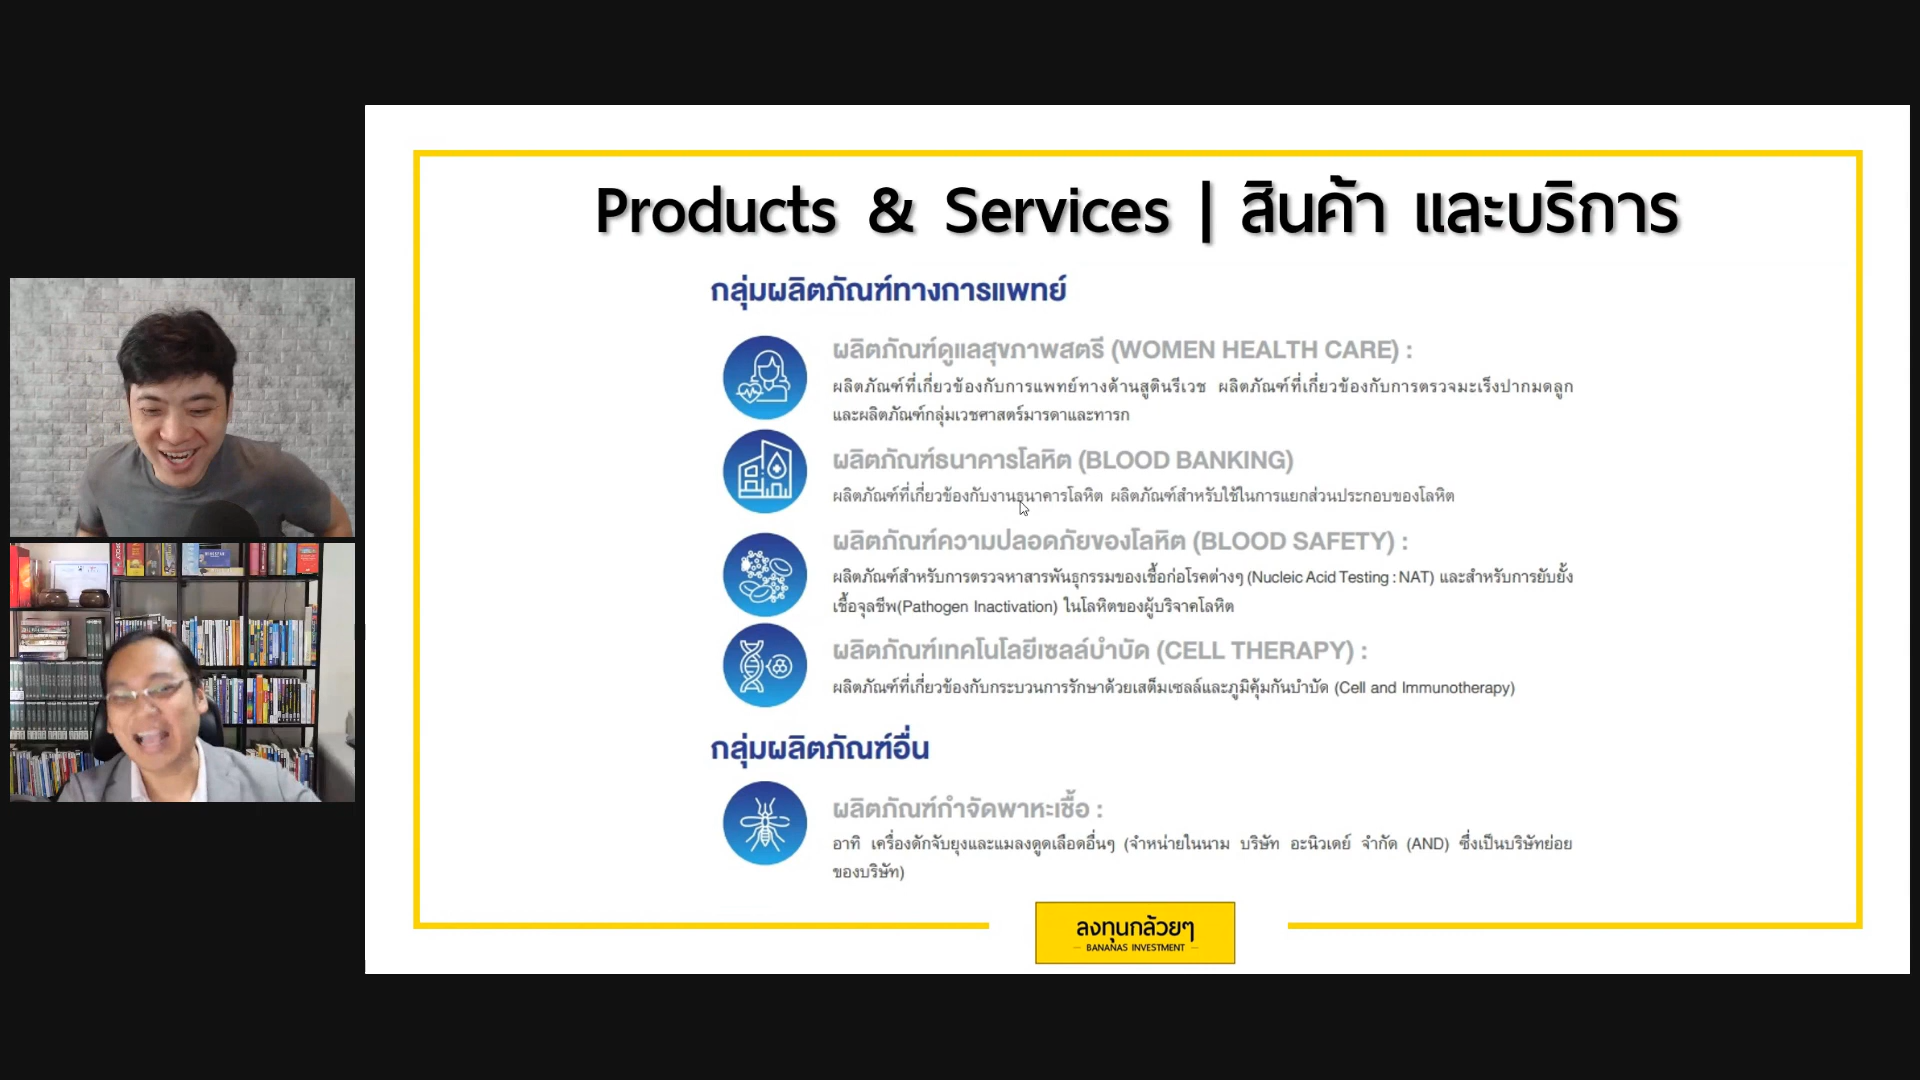 Products & Services | สินค้า และบริการ
กลุ่มผลิตภัณฑ์ทางการแพทย์
ผลิตภัณฑ์ดูแลสุขภาพสตรี (WOMEN HEALTH CARE) :
ผลิตภัณฑ์ที่เกี่ยวข้องกับการแพทย์ทางด้านสูตินรีเวช ผลิตภัณฑ์ที่เกี่ยวข้องกับการตรวจมะเร็งปากมดลูก
และผลิตภัณฑ์กลุ่มเวชศาสตร์มารดาและทารก
ผลิตภัณฑ์ธนาคารโลหิต (BLOOD BANKING)
ผลิตภัณฑ์ที่เกี่ยวข้องกับงานธนาคารโลหิต ผลิตภัณฑ์สำหรับใช้ในการแยกส่วนประกอบของโลหิต
ผลิตภัณฑ์ความปลอดภัยของโลหิต (BLOOD SAFETY) :
ผลิตภัณฑ์สำหรับการตรวจหาสารพันธุกรรมของเชื้อก่อโรคต่างๆ (Nucleic Acid Testing : NAT) และสำหรับการยับยั้ง
เชื้อจุลชีพ(Pathogen Inactivation) ในโลหิตของผู้บริจาคโลหิต
ผลิตภัณฑ์เทคโนโลยีเซลล์บำบัด (CELL THERAPY) :
ผลิตภัณฑ์ที่เกี่ยวข้องกับกระบวนการรักษาด้วยเสต็มเซลล์และภูมิคุ้มกันบำบัด (Cell and Immunotherapy)
กลุ่มผลิตภัณฑ์อื่น
ผลิตภัณฑ์กำจัดพาหะเชื้อ :
อาทิ เครื่องดักจับยุงและแมลงดูดเลือดอื่นๆ (จำหน่ายในนาม บริษัท อะนิวเดย์ จำกัด (AND) ซึ่งเป็นบริษัทย่อย
ของบริษัท)
ลงทุนกล้วยๆ
BANANAS INVESTMENT